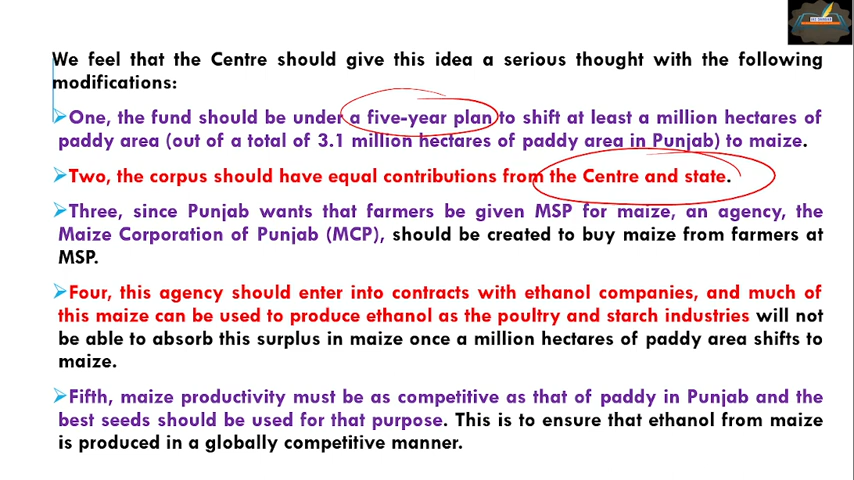 We feel that the Centre should give this idea a serious thought with the following
modifications:
One, the fund should be under a five-year plan to shift at least a million hectares of
paddy area (out of a total of 3.1 million hectares of paddy area in Punjab) to maize.
Two, the corpus should have equal contributions from the Centre and state.
Three, since Punjab wants that farmers be given MSP for maize, an agency, the
Maize Corporation of Punjab (MCP), should be created to buy maize from farmers at
MSP.
Four, this agency should enter into contracts with ethanol companies, and much of
this maize can be used to produce ethanol as the poultry and starch industries will not
be able to absorb this surplus in maize once a million hectares of paddy area shifts to
maize.
Fifth, maize productivity must be as competitive as that of paddy in Punjab and the
best seeds should be used for that purpose. This is to ensure that ethanol from maize
is produced in a globally competitive manner.